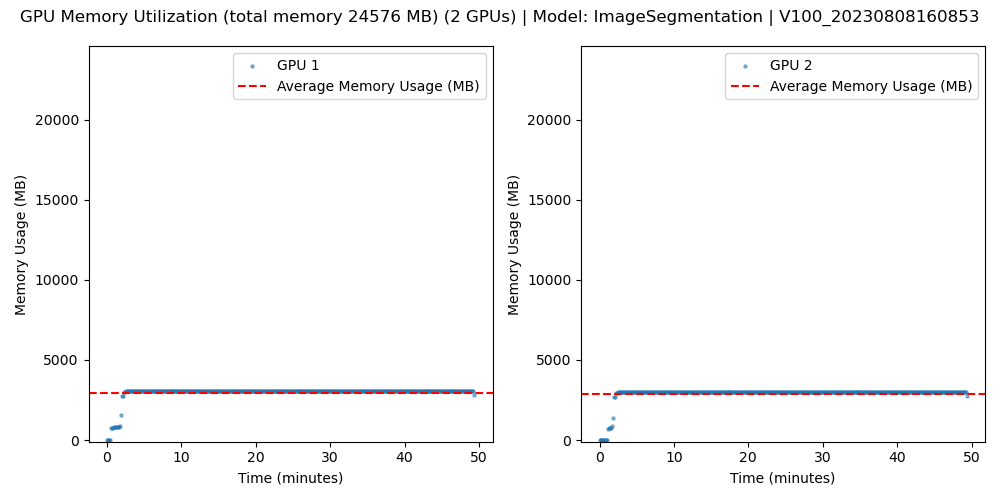 GPU Memory Utilization (total memory 24576 MB) (2 GPUs) | Model: ImageSegmentation | V100_20230808160853
GPU 1
Average Memory Usage (MB)
20000
15000
10000
5000
0
Memory Usage (MB)
0 10 20 30 40 50
Time (minutes)
GPU 2
Average Memory Usage (MB)
20000
15000
10000
5000
0
Memory Usage (MB)
0 10 20 30 40 50
Time (minutes)